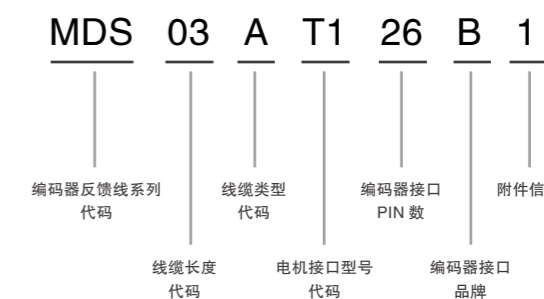 MDS 03 A T1 26 B 1
编码器反馈线系列 线缆类型 编码器接口 附件信
代码 代码 PIN 数
线缆长度 电机接口型号 编码器接口
代码 代码 品牌